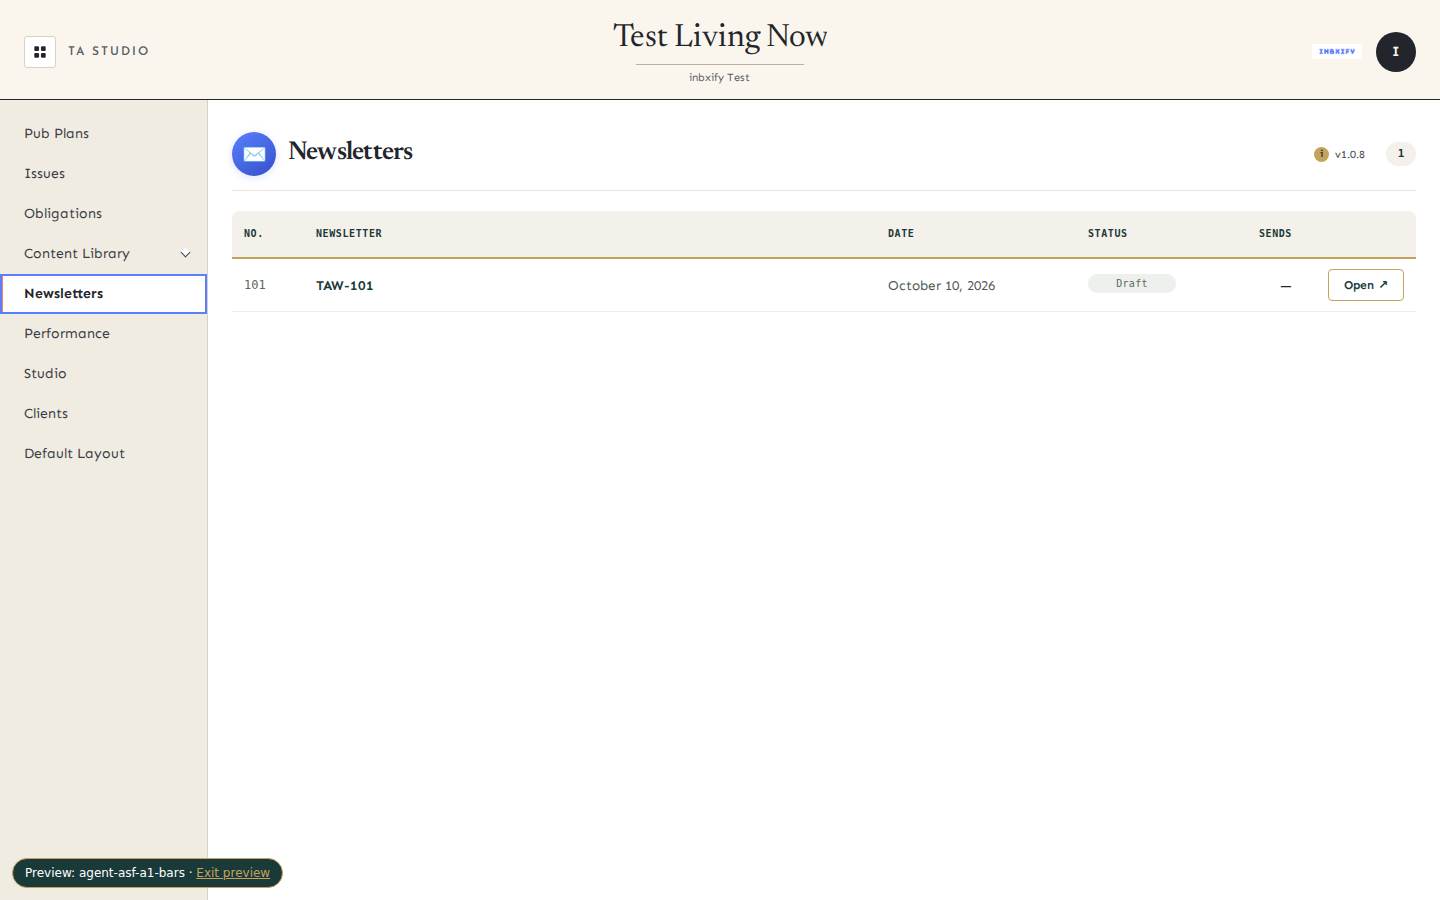 TA STUDIO
Test Living Now
inbxify Test
INBXIFY
I
Pub Plans
Issues
Obligations
Content Library
Newsletters
Performance
Studio
Clients
Default Layout
Newsletters
i v1.0.8
1
NO. NEWSLETTER DATE STATUS SENDS
101 TAW-101 October 10, 2026 Draft — Open ↗
Preview: agent-asf-a1-bars · Exit preview